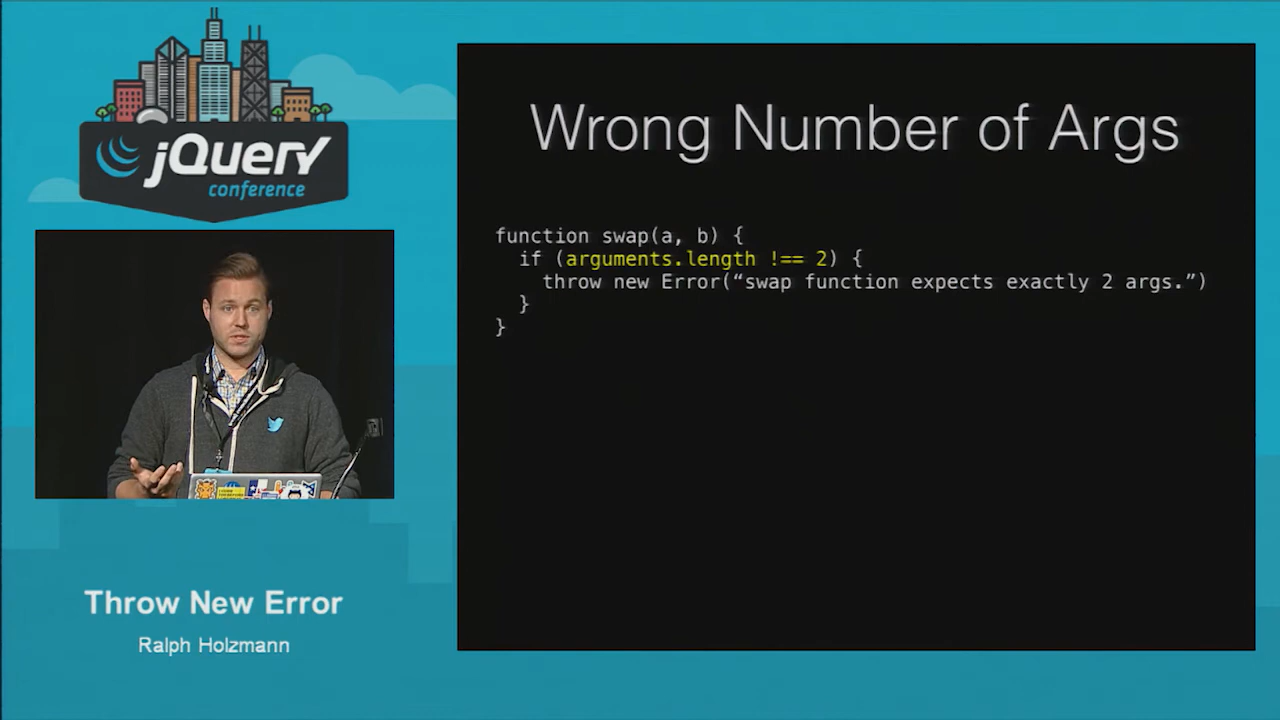 jQuery
conference
Throw New Error
Ralph Holzmann
Wrong Number of Args
function swap(a, b) {
  if (arguments.length !== 2) {
    throw new Error(“swap function expects exactly 2 args.”)
  }
}